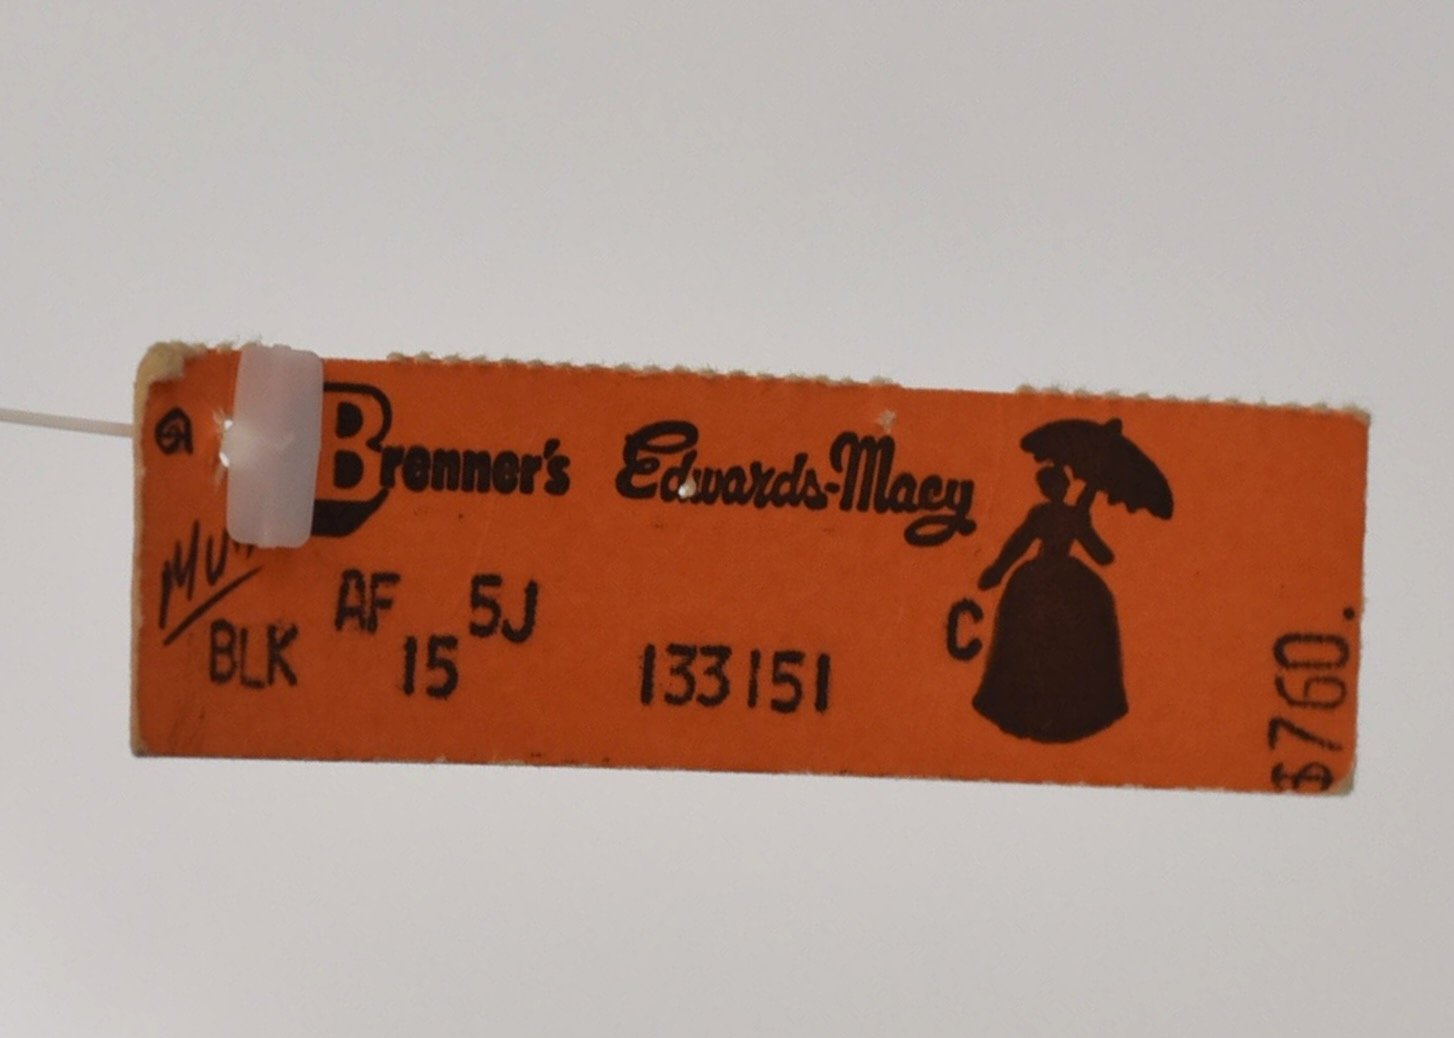 Brenner's Edwards-Macy
AF 5J C
BLK 15 133151
$760.